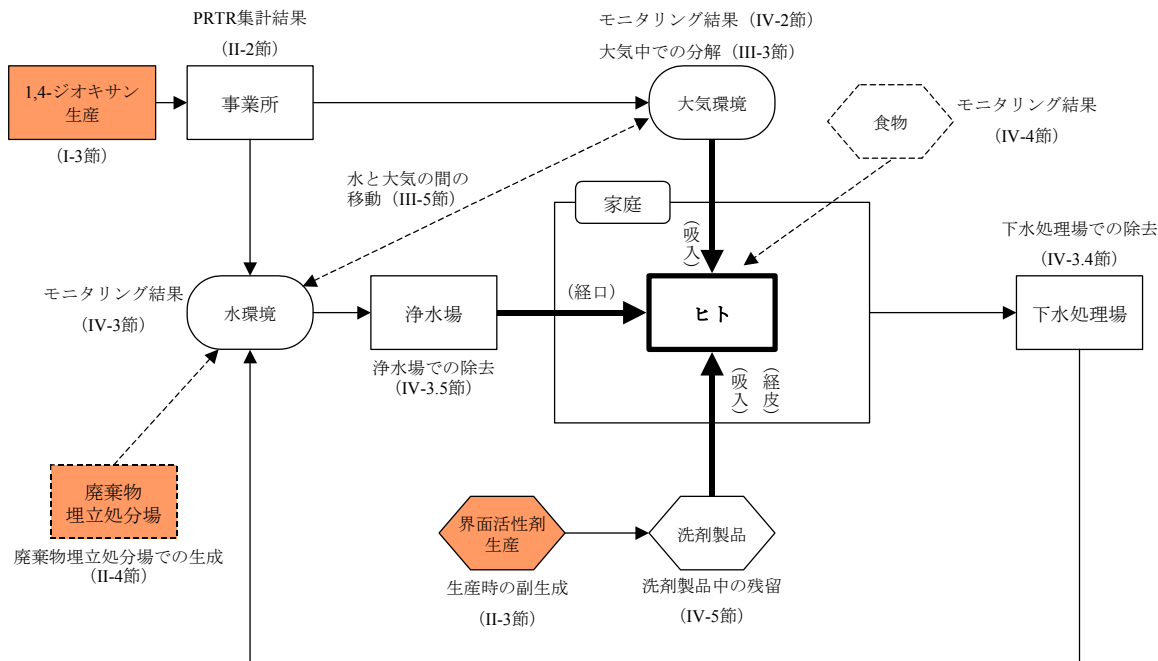 PRTR集計結果
(II-2節)
モニタリング結果（IV-2節）
大気中での分解（III-3節）
1,4-ジオキサン
生産
(I-3節)
事業所
大気環境
食物
モニタリング結果
(IV-4節)
水と大気の間の
移動（III-5節）
家庭
(吸入)
下水処理場での除去
(IV-3.4節)
モニタリング結果
(IV-3節)
水環境
浄水場
(経口)
ヒト
下水処理場
浄水場での除去
(IV-3.5節)
(吸入)
(経皮)
廃棄物
埋立処分場
廃棄物埋立処分場での生成
(II-4節)
界面活性剤
生産
洗剤製品
生産時の副生成
(II-3節)
洗剤製品中の残留
(IV-5節)